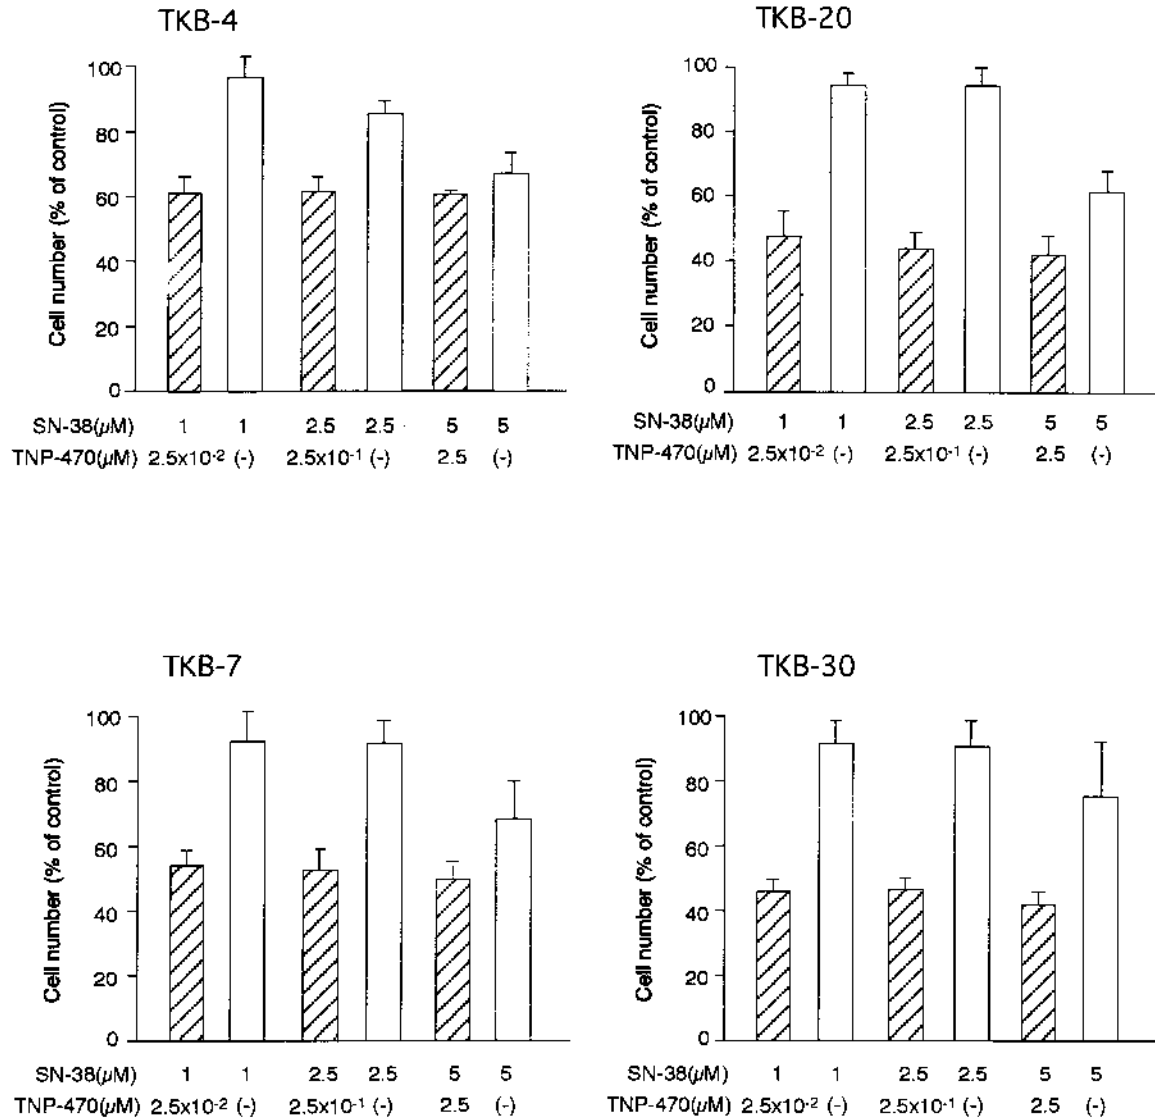 TKB-4
Cell number (% of control)
100
80
60
40
20
0
SN-38(μM) 1 1 2.5 2.5 5 5
TNP-470(μM) 2.5x10-2 (-) 2.5x10-1 (-) 2.5 (-)
TKB-20
Cell number (% of control)
100
80
60
40
20
0
SN-38(μM) 1 1 2.5 2.5 5 5
TNP-470(μM) 2.5x10-2 (-) 2.5x10-1 (-) 2.5 (-)
TKB-7
Cell number (% of control)
100
80
60
40
20
0
SN-38(μM) 1 1 2.5 2.5 5 5
TNP-470(μM) 2.5x10-2 (-) 2.5x10-1 (-) 2.5 (-)
TKB-30
Cell number (% of control)
100
80
60
40
20
0
SN-38(μM) 1 1 2.5 2.5 5 5
TNP-470(μM) 2.5x10-2 (-) 2.5x10-1 (-) 2.5 (-)